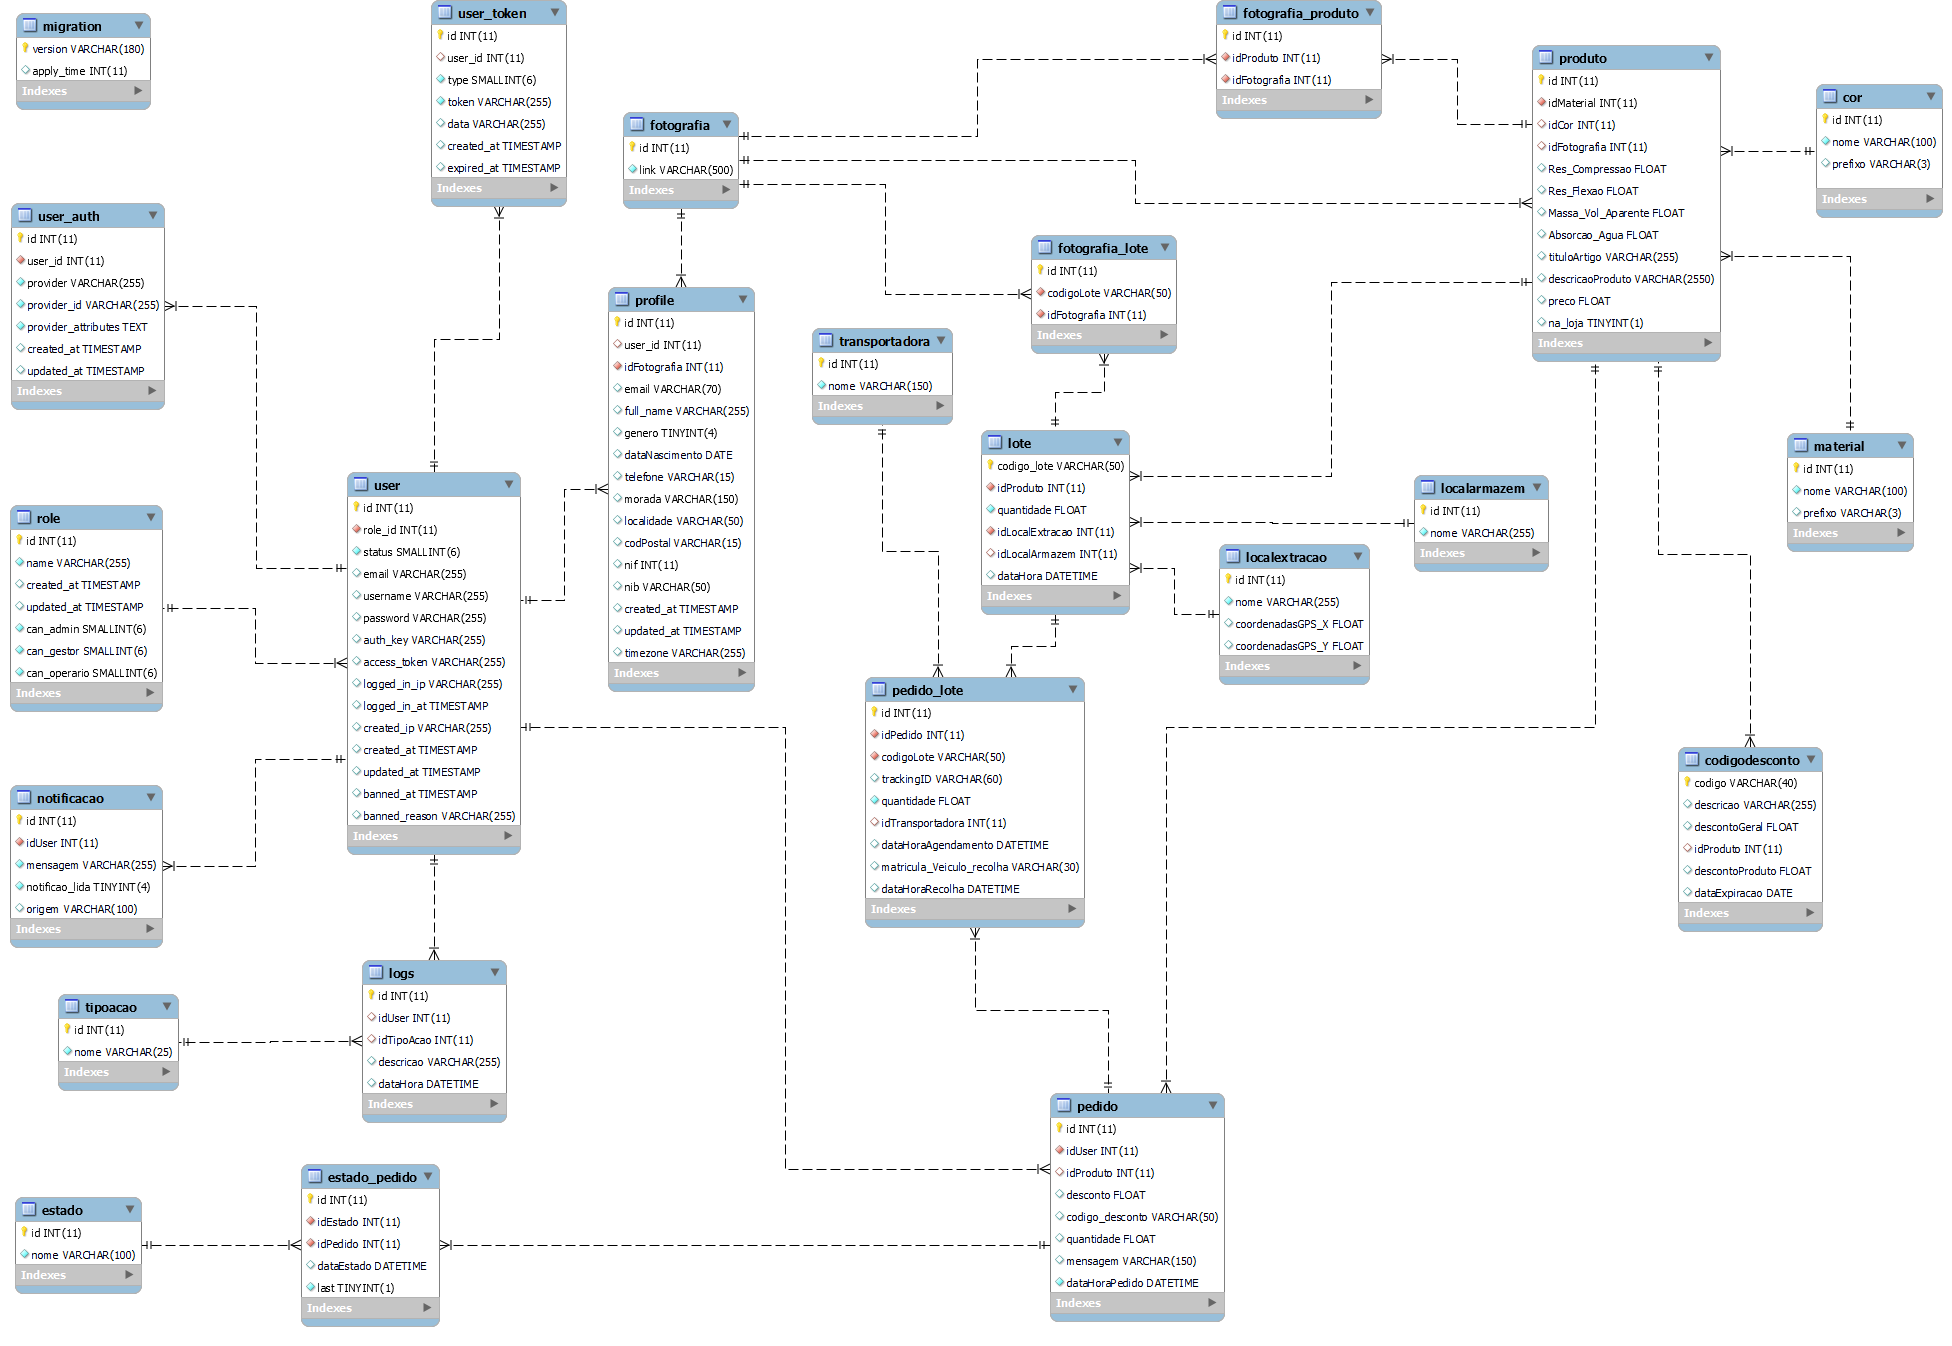 migration
version VARCHAR(180)
apply_time INT(11)
Indexes
user_token
id INT(11)
user_id INT(11)
type SMALLINT(6)
token VARCHAR(255)
data VARCHAR(255)
created_at TIMESTAMP
expired_at TIMESTAMP
Indexes
fotografia_produto
id INT(11)
idProduto INT(11)
idFotografia INT(11)
Indexes
produto
id INT(11)
idMaterial INT(11)
idCor INT(11)
idFotografia INT(11)
Res_Compressao FLOAT
Res_Flexao FLOAT
Massa_Vol_Aparente FLOAT
Absorcao_Agua FLOAT
tituloArtigo VARCHAR(255)
descricaoProduto VARCHAR(2550)
preco FLOAT
na_loja TINYINT(1)
Indexes
cor
id INT(11)
nome VARCHAR(100)
prefixo VARCHAR(3)
Indexes
fotografia
id INT(11)
link VARCHAR(500)
Indexes
user_auth
id INT(11)
user_id INT(11)
provider VARCHAR(255)
provider_id VARCHAR(255)
provider_attributes TEXT
created_at TIMESTAMP
updated_at TIMESTAMP
Indexes
fotografia_lote
id INT(11)
codigoLote VARCHAR(50)
idFotografia INT(11)
Indexes
profile
id INT(11)
user_id INT(11)
idFotografia INT(11)
email VARCHAR(70)
full_name VARCHAR(255)
genero TINYINT(4)
dataNascimento DATE
telefone VARCHAR(15)
morada VARCHAR(150)
localidade VARCHAR(50)
codPostal VARCHAR(15)
nif INT(11)
nib VARCHAR(50)
created_at TIMESTAMP
updated_at TIMESTAMP
timezone VARCHAR(255)
Indexes
transportadora
id INT(11)
nome VARCHAR(150)
Indexes
lote
codigo_lote VARCHAR(50)
idProduto INT(11)
quantidade FLOAT
idLocalExtracao INT(11)
idLocalArmazem INT(11)
dataHora DATETIME
Indexes
material
id INT(11)
nome VARCHAR(100)
prefixo VARCHAR(3)
Indexes
user
id INT(11)
role_id INT(11)
status SMALLINT(6)
email VARCHAR(255)
username VARCHAR(255)
password VARCHAR(255)
auth_key VARCHAR(255)
access_token VARCHAR(255)
logged_in_ip VARCHAR(255)
logged_in_at TIMESTAMP
created_ip VARCHAR(255)
created_at TIMESTAMP
updated_at TIMESTAMP
banned_at TIMESTAMP
banned_reason VARCHAR(255)
Indexes
localarmazem
id INT(11)
nome VARCHAR(255)
Indexes
role
id INT(11)
name VARCHAR(255)
created_at TIMESTAMP
updated_at TIMESTAMP
can_admin SMALLINT(6)
can_gestor SMALLINT(6)
can_operario SMALLINT(6)
Indexes
localextracao
id INT(11)
nome VARCHAR(255)
coordenadasGPS_X FLOAT
coordenadasGPS_Y FLOAT
Indexes
pedido_lote
id INT(11)
idPedido INT(11)
codigoLote VARCHAR(50)
trackingID VARCHAR(60)
quantidade FLOAT
idTransportadora INT(11)
dataHoraAgendamento DATETIME
matricula_Veiculo_recolha VARCHAR(30)
dataHoraRecolha DATETIME
Indexes
codigodesconto
codigo VARCHAR(40)
descricao VARCHAR(255)
descontoGeral FLOAT
idProduto INT(11)
descontoProduto FLOAT
dataExpiracao DATE
Indexes
notificacao
id INT(11)
idUser INT(11)
mensagem VARCHAR(255)
notificao_lida TINYINT(4)
origem VARCHAR(100)
Indexes
logs
id INT(11)
idUser INT(11)
idTipoAcao INT(11)
descricao VARCHAR(255)
dataHora DATETIME
Indexes
tipoacao
id INT(11)
nome VARCHAR(25)
Indexes
pedido
id INT(11)
idUser INT(11)
idProduto INT(11)
desconto FLOAT
codigo_desconto VARCHAR(50)
quantidade FLOAT
mensagem VARCHAR(150)
dataHoraPedido DATETIME
Indexes
estado_pedido
id INT(11)
idEstado INT(11)
idPedido INT(11)
dataEstado DATETIME
last TINYINT(1)
Indexes
estado
id INT(11)
nome VARCHAR(100)
Indexes